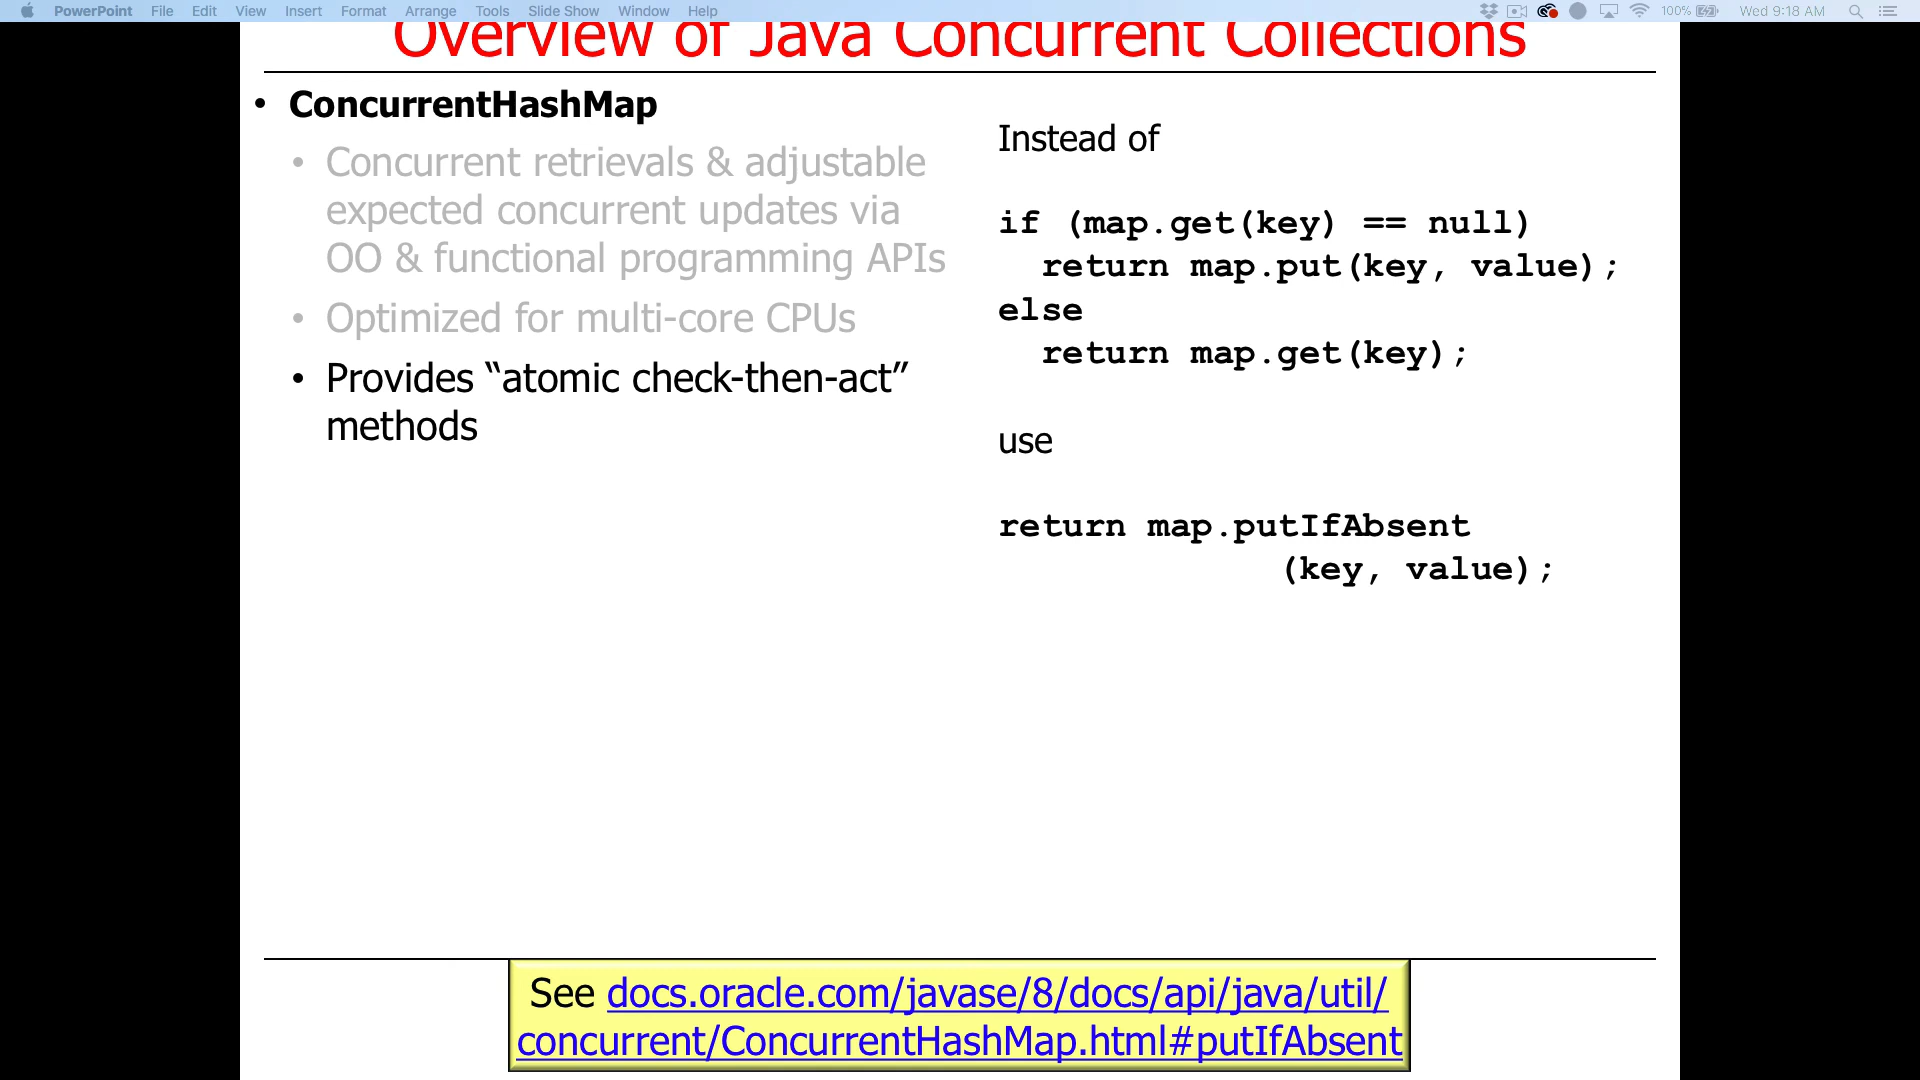 PowerPoint File Edit View Insert Format Arrange Tools Slide Show Window Help 100% Wed 9:18 AM
Overview of Java Concurrent Collections
• ConcurrentHashMap
• Concurrent retrievals & adjustable
expected concurrent updates via
OO & functional programming APIs
• Optimized for multi-core CPUs
• Provides “atomic check-then-act”
methods
Instead of
if (map.get(key) == null)
return map.put(key, value);
else
return map.get(key);
use
return map.putIfAbsent
(key, value);
See docs.oracle.com/javase/8/docs/api/java/util/
concurrent/ConcurrentHashMap.html#putIfAbsent